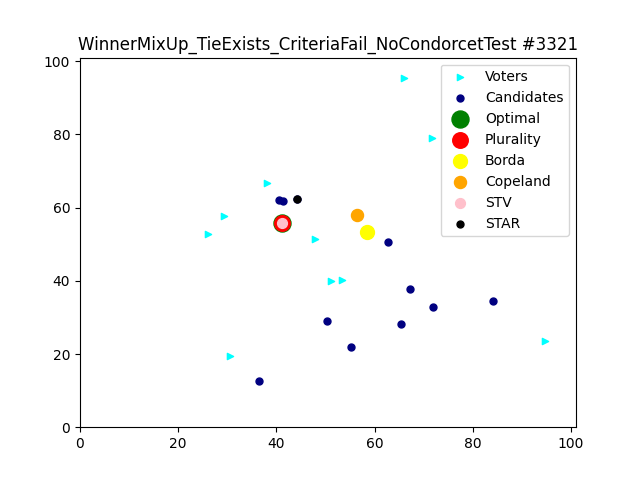 WinnerMixUp_TieExists_CriteriaFail_NoCondorcetTest #3321
100
80
60
40
20
0
0 20 40 60 80 100
Voters
Candidates
Optimal
Plurality
Borda
Copeland
STV
STAR